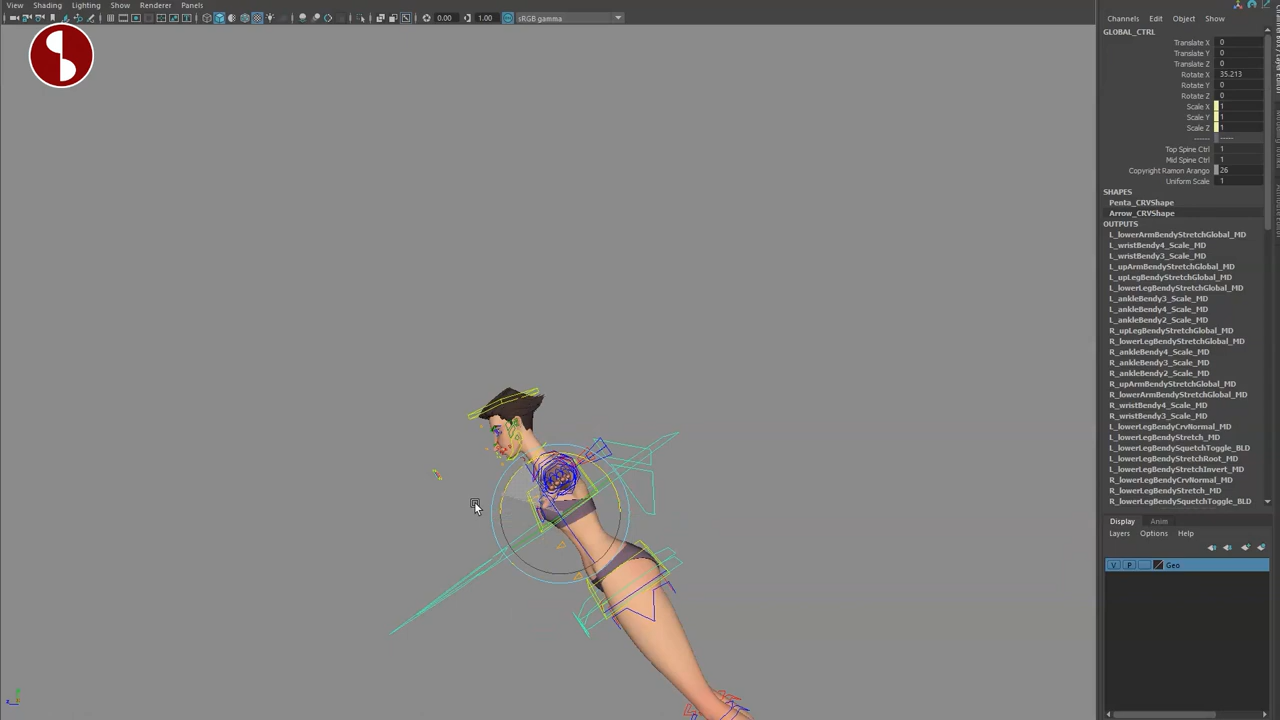 View Shading Lighting Show Renderer Panels
0.00 1.00 sRGB gamma
Channels Edit Object Show
GLOBAL_CTRL
Translate X 0
Translate Y 0
Translate Z 0
Rotate X 35.213
Rotate Y 0
Rotate Z 0
Scale X 1
Scale Y 1
Scale Z 1
------ -----
Top Spine Ctrl 1
Mid Spine Ctrl 1
Copyright Ramon Arango 26
Uniform Scale 1
SHAPES
Penta_CRVShape
Arrow_CRVShape
OUTPUTS
L_lowerArmBendyStretchGlobal_MD
L_wristBendy4_Scale_MD
L_wristBendy3_Scale_MD
L_upArmBendyStretchGlobal_MD
L_upLegBendyStretchGlobal_MD
L_lowerLegBendyStretchGlobal_MD
L_ankleBendy3_Scale_MD
L_ankleBendy4_Scale_MD
L_ankleBendy2_Scale_MD
R_upLegBendyStretchGlobal_MD
R_lowerLegBendyStretchGlobal_MD
R_ankleBendy4_Scale_MD
R_ankleBendy3_Scale_MD
R_ankleBendy2_Scale_MD
R_upArmBendyStretchGlobal_MD
R_lowerArmBendyStretchGlobal_MD
R_wristBendy4_Scale_MD
R_wristBendy3_Scale_MD
L_lowerLegBendyCrvNormal_MD
L_lowerLegBendyStretch_MD
L_lowerLegBendySquetchToggle_BLD
L_lowerLegBendyStretchRoot_MD
L_lowerLegBendyStretchInvert_MD
R_lowerLegBendyCrvNormal_MD
R_lowerLegBendyStretch_MD
R_lowerLegBendySquetchToggle_BLD
Display Anim
Layers Options Help
V P Geo